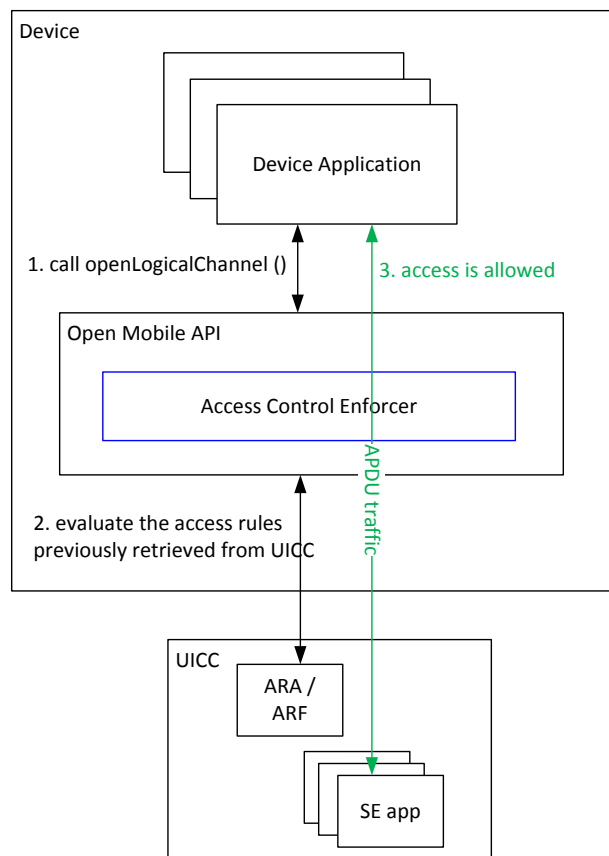 Device
Device Application
1. call openLogicalChannel ()
3. access is allowed
Open Mobile API
Access Control Enforcer
APDU traffic
2. evaluate the access rules
previously retrieved from UICC
UICC
ARA /
ARF
SE app